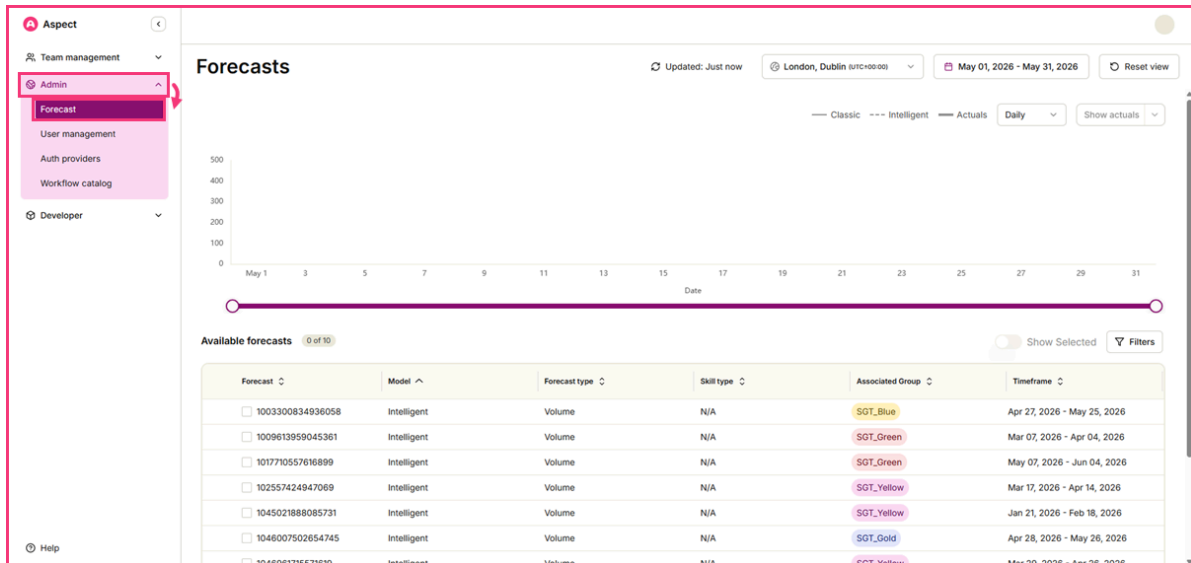 Aspect
Team management
Admin
Forecast
User management
Auth providers
Workflow catalog
Developer
Help
Forecasts
Updated: Just now
London, Dublin (UTC+00:00)
May 01, 2026 - May 31, 2026
Reset view
Classic Intelligent Actuals
Daily
Show actuals
500
400
300
200
100
0
May 1 3 5 7 9 11 13 15 17 19 21 23 25 27 29 31
Date
Available forecasts 0 of 10
Show Selected
Filters
Forecast Model Forecast type Skill type Associated Group Timeframe
1003300834936058 Intelligent Volume N/A SGT_Blue Apr 27, 2026 - May 25, 2026
1009613959045361 Intelligent Volume N/A SGT_Green Mar 07, 2026 - Apr 04, 2026
1017710557616899 Intelligent Volume N/A SGT_Green May 07, 2026 - Jun 04, 2026
102557424947069 Intelligent Volume N/A SGT_Yellow Mar 17, 2026 - Apr 14, 2026
1045021888085731 Intelligent Volume N/A SGT_Yellow Jan 21, 2026 - Feb 18, 2026
1046007502654745 Intelligent Volume N/A SGT_Gold Apr 28, 2026 - May 26, 2026
Intelligent Volume N/A SGT_Yellow